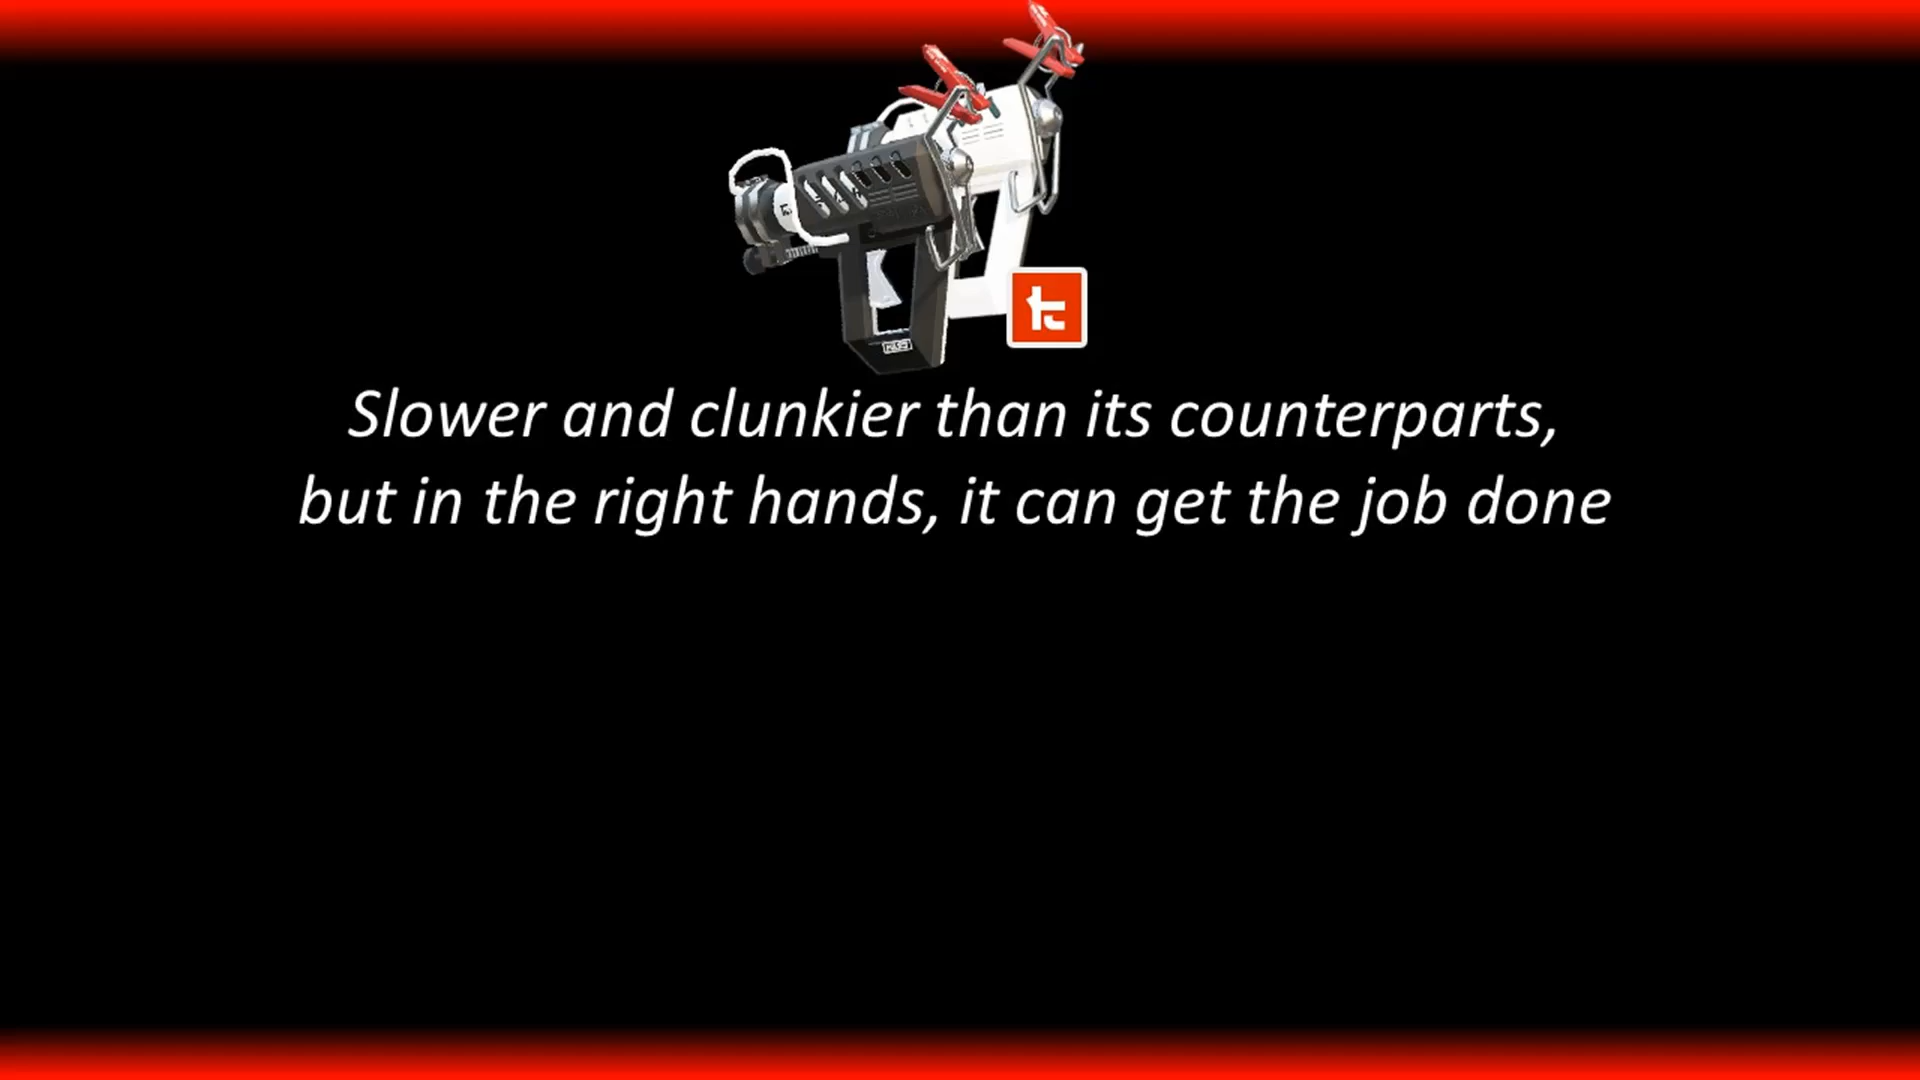 Slower and clunkier than its counterparts,
but in the right hands, it can get the job done